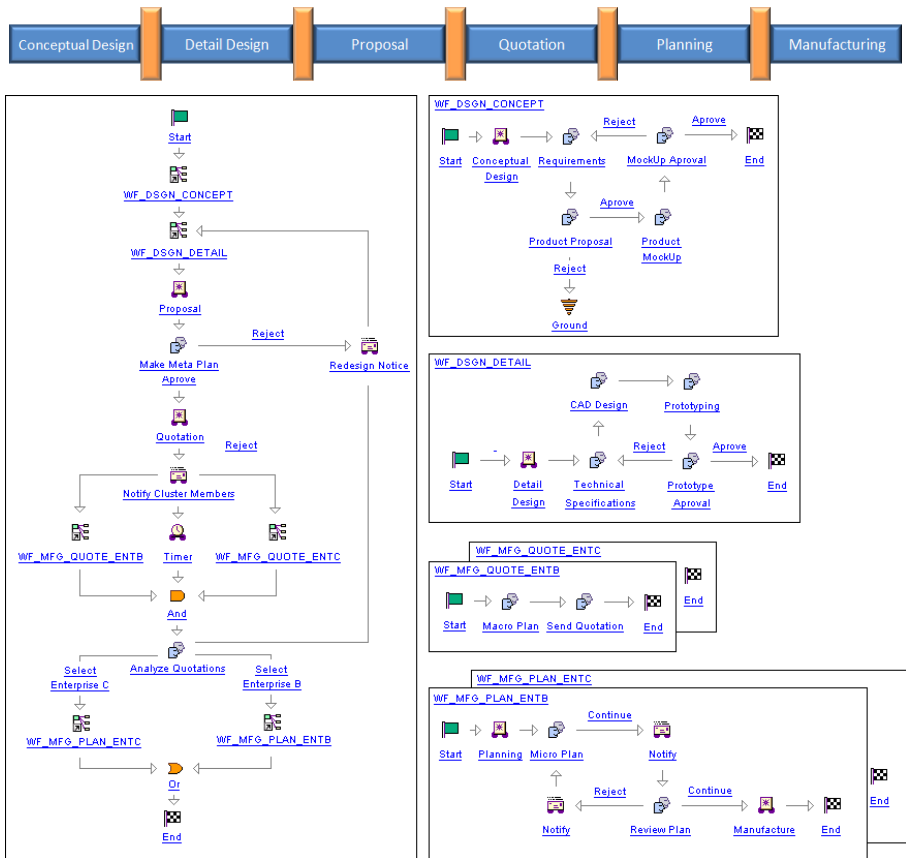 Conceptual Design
Detail Design
Proposal
Quotation
Planning
Manufacturing
Start
WF_DSGN_CONCEPT
WF_DSGN_DETAIL
Proposal
Reject
Make Meta Plan
Redesign Notice
Aprove
Quotation
Reject
Notify Cluster Members
WF_MFG_QUOTE_ENTB
Timer
WF_MFG_QUOTE_ENTC
And
Analyze Quotations
Select
Enterprise C
Select
Enterprise B
WF_MFG_PLAN_ENTC
WF_MFG_PLAN_ENTB
Or
End
WF_DSGN_CONCEPT
Reject
Aprove
Start
Conceptual
Design
Requirements
MockUp Aproval
End
Aprove
Product Proposal
Product
MockUp
Reject
Ground
WF_DSGN_DETAIL
CAD Design
Prototyping
-
Reject
Aprove
Start
Detail
Design
Technical
Specifications
Prototype
Aproval
End
WF_MFG_QUOTE_ENTC
WF_MFG_QUOTE_ENTB
End
Start
Macro Plan
Send Quotation
End
WF_MFG_PLAN_ENTC
WF_MFG_PLAN_ENTB
Continue
Start
Planning
Micro Plan
Notify
Reject
Continue
End
Notify
Review Plan
Manufacture
End